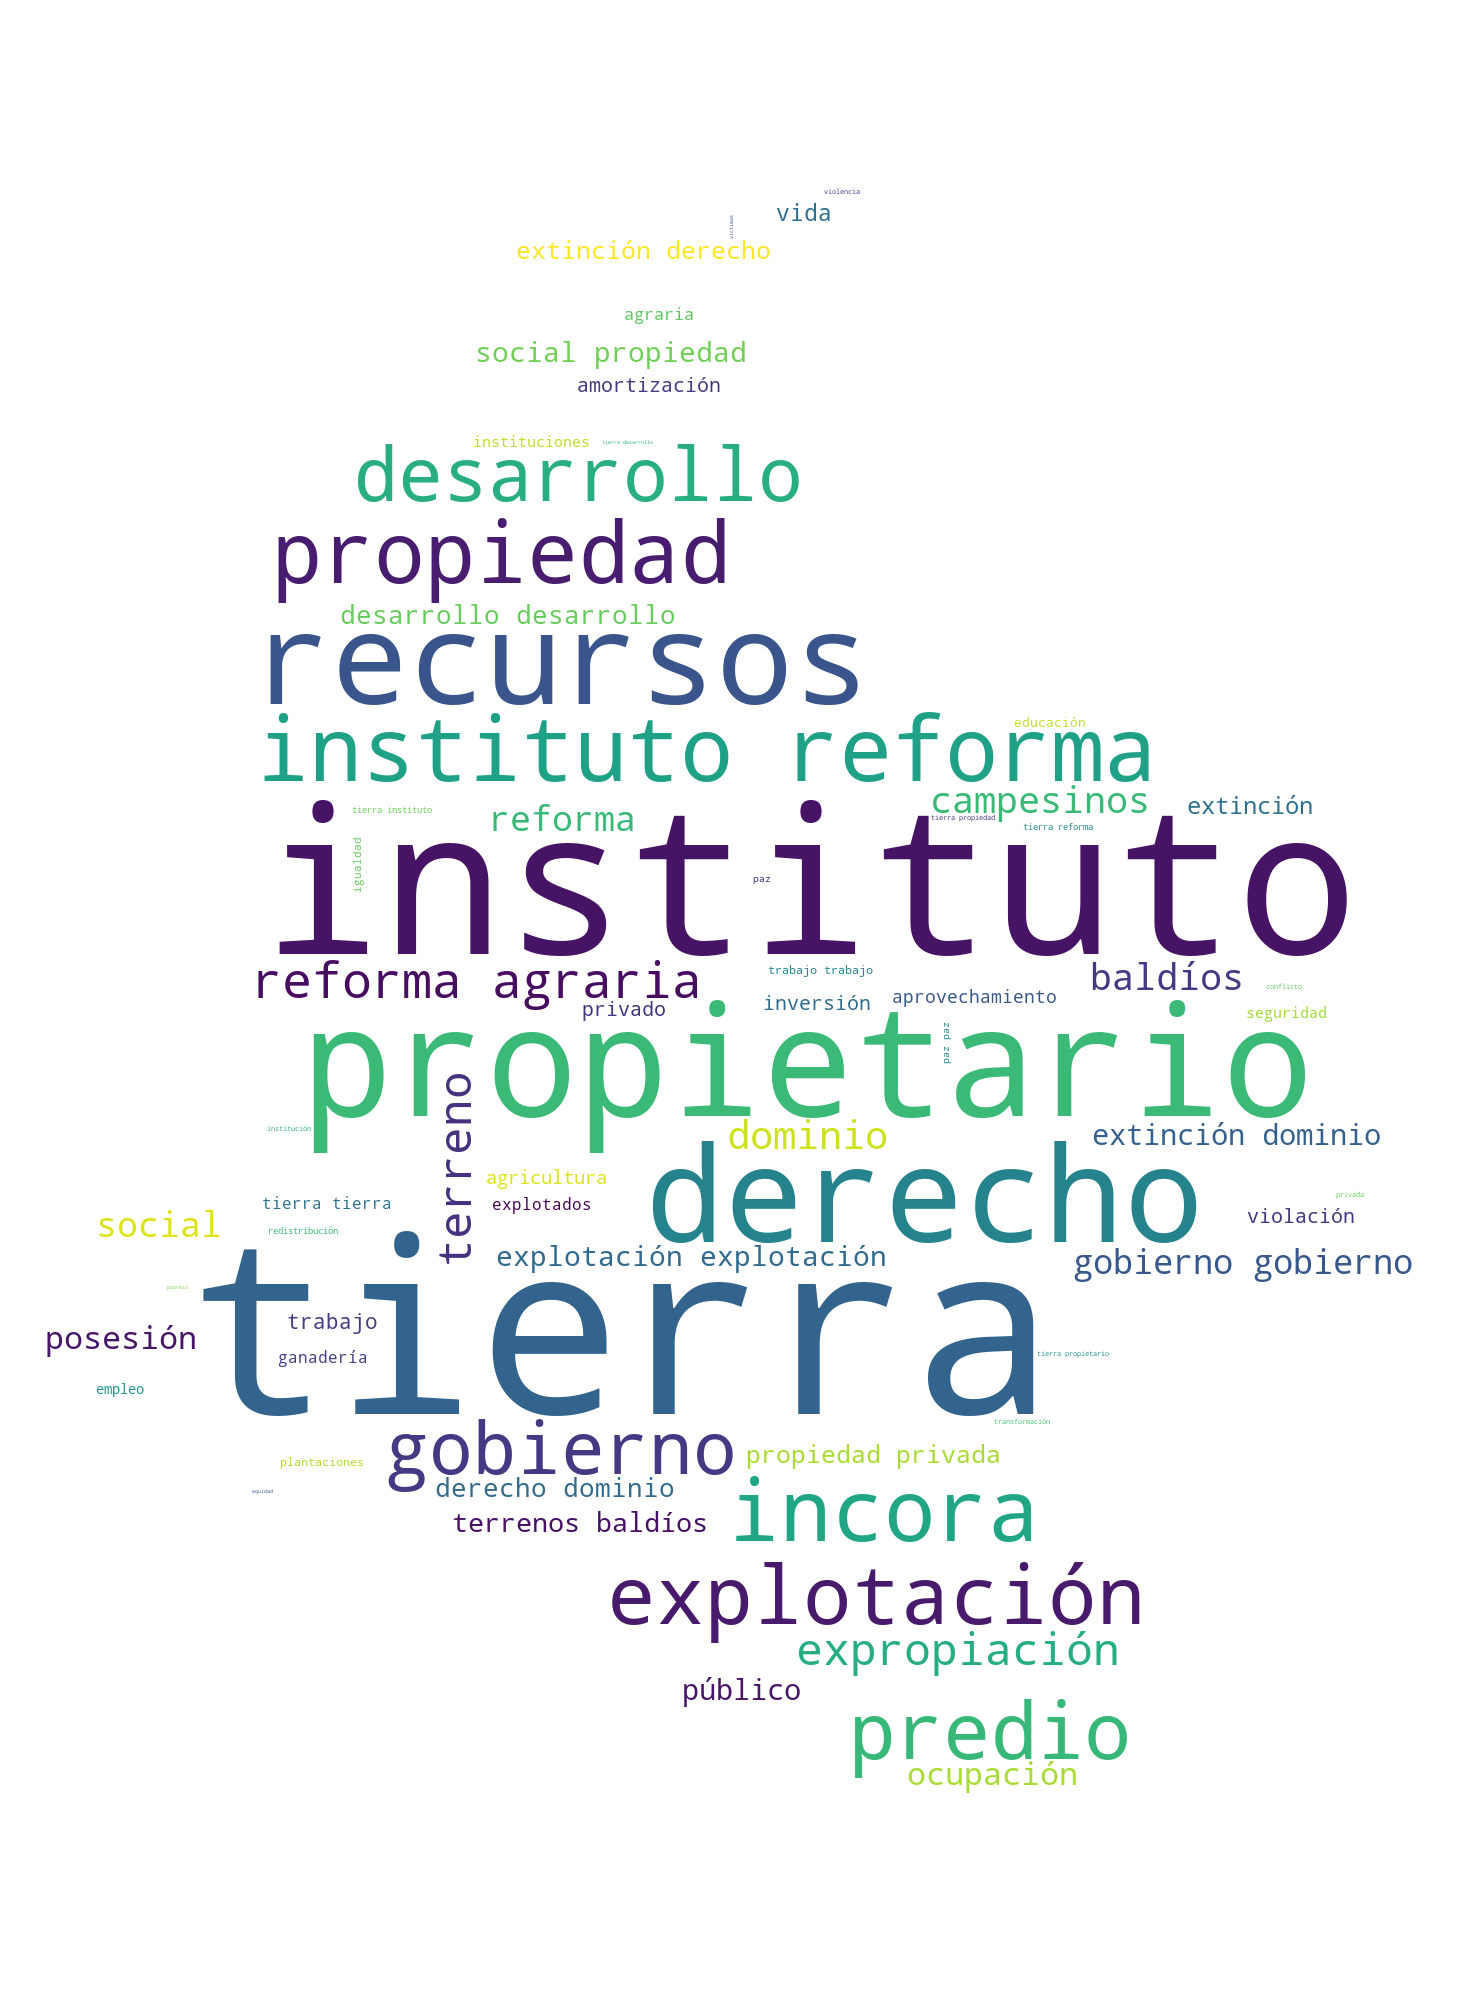 violencia
vida
víctimas
extinción derecho
agraria
social propiedad
amortización
instituciones
tierra desarrollo
desarrollo
propiedad
desarrollo desarrollo
recursos
instituto reforma
educación
campesinos
extinción
tierra instituto
reforma
tierra propiedad
tierra reforma
instituto
igualdad
paz
reforma agraria
trabajo trabajo
baldíos
conflicto
privado
inversión
aprovechamiento
seguridad
propietario
paz paz
terreno
institución
dominio
extinción dominio
agricultura
derecho
tierra tierra
explotados
privada
social
redistribución
violación
explotación explotación
gobierno gobierno
pobreza
tierra
trabajo
posesión
ganadería
tierra propietario
empleo
transformación
gobierno
propiedad privada
plantaciones
equidad
derecho dominio
incora
terrenos baldíos
explotación
expropiación
público
predio
ocupación